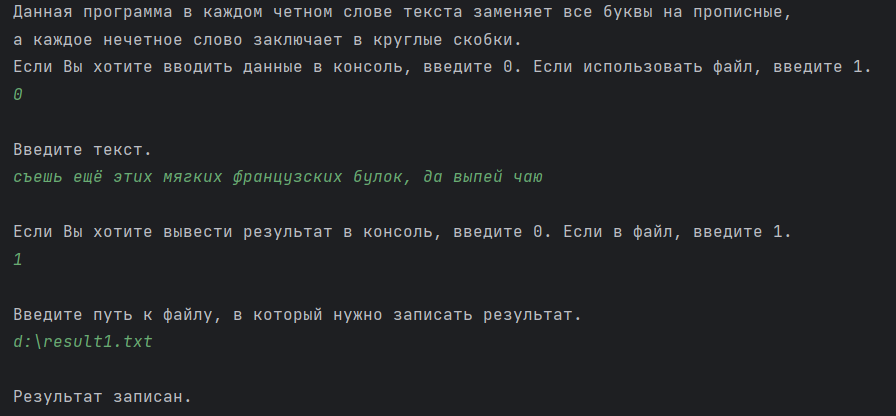 Данная программа в каждом четном слове текста заменяет все буквы на прописные,
а каждое нечетное слово заключает в круглые скобки.
Если Вы хотите вводить данные в консоль, введите 0. Если использовать файл, введите 1.
0
Введите текст.
съешь ещё этих мягких французских булок, да выпей чаю
Если Вы хотите вывести результат в консоль, введите 0. Если в файл, введите 1.
1
Введите путь к файлу, в который нужно записать результат.
d:\result1.txt
Результат записан.